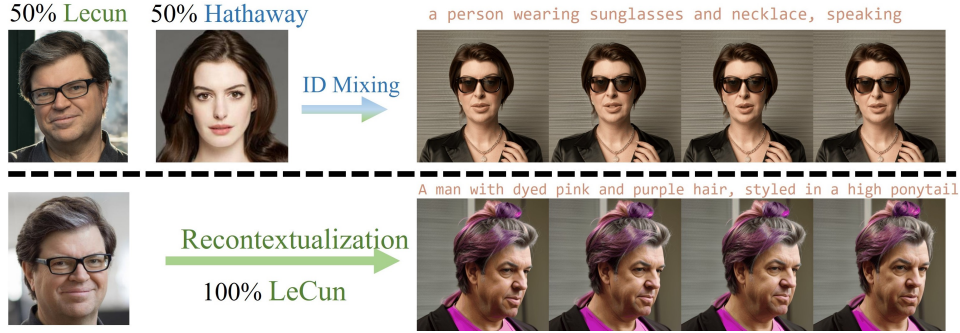 50% Lecun
50% Hathaway
a person wearing sunglasses and necklace, speaking
ID Mixing
A man with dyed pink and purple hair, styled in a high ponytail
Recontextualization
100% LeCun